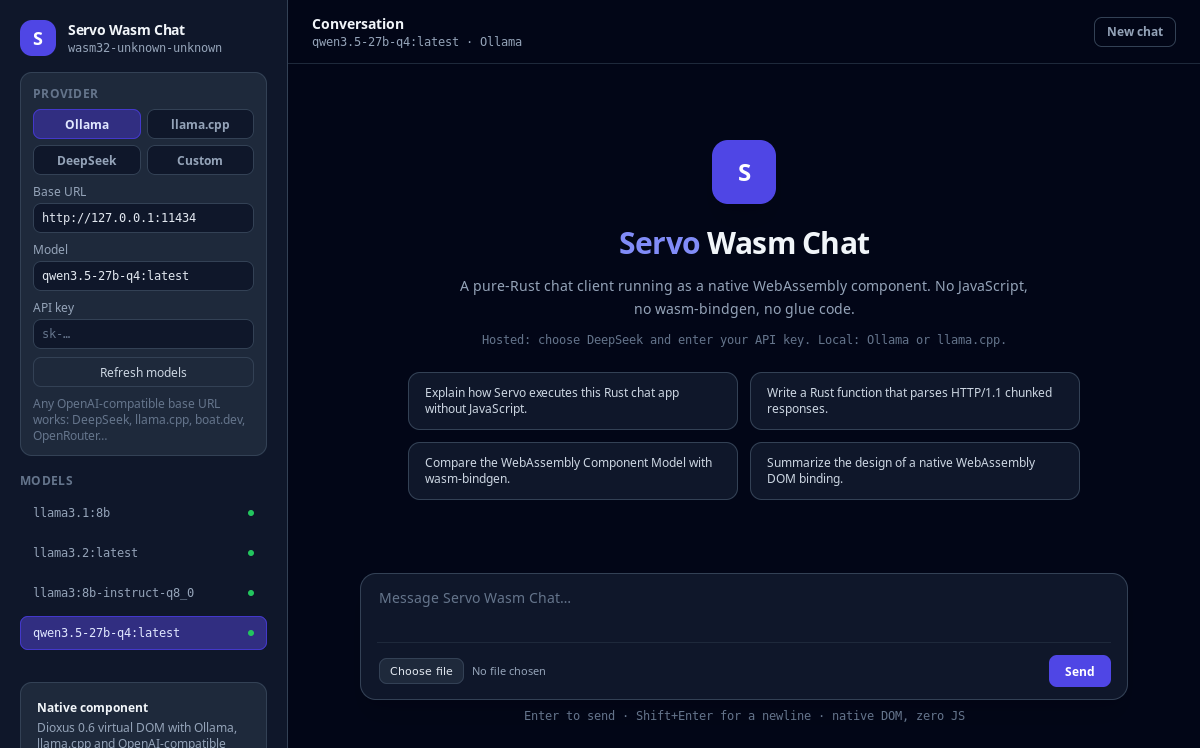 S
Servo Wasm Chat
wasm32-unknown-unknown
PROVIDER
Ollama
llama.cpp
DeepSeek
Custom
Base URL
http://127.0.0.1:11434
Model
qwen3.5-27b-q4:latest
API key
sk-…
Refresh models
Any OpenAI-compatible base URL
works: DeepSeek, llama.cpp, boat.dev,
OpenRouter…
MODELS
llama3.1:8b
llama3.2:latest
llama3:8b-instruct-q8_0
qwen3.5-27b-q4:latest
Native component
Dioxus 0.6 virtual DOM with Ollama,
llama.cpp and OpenAI-compatible
Conversation
qwen3.5-27b-q4:latest · Ollama
New chat
S
Servo Wasm Chat
A pure-Rust chat client running as a native WebAssembly component. No JavaScript,
no wasm-bindgen, no glue code.
Hosted: choose DeepSeek and enter your API key. Local: Ollama or llama.cpp.
Explain how Servo executes this Rust chat app
without JavaScript.
Write a Rust function that parses HTTP/1.1 chunked
responses.
Compare the WebAssembly Component Model with
wasm-bindgen.
Summarize the design of a native WebAssembly
DOM binding.
Message Servo Wasm Chat…
Choose file
No file chosen
Send
Enter to send · Shift+Enter for a newline · native DOM, zero JS